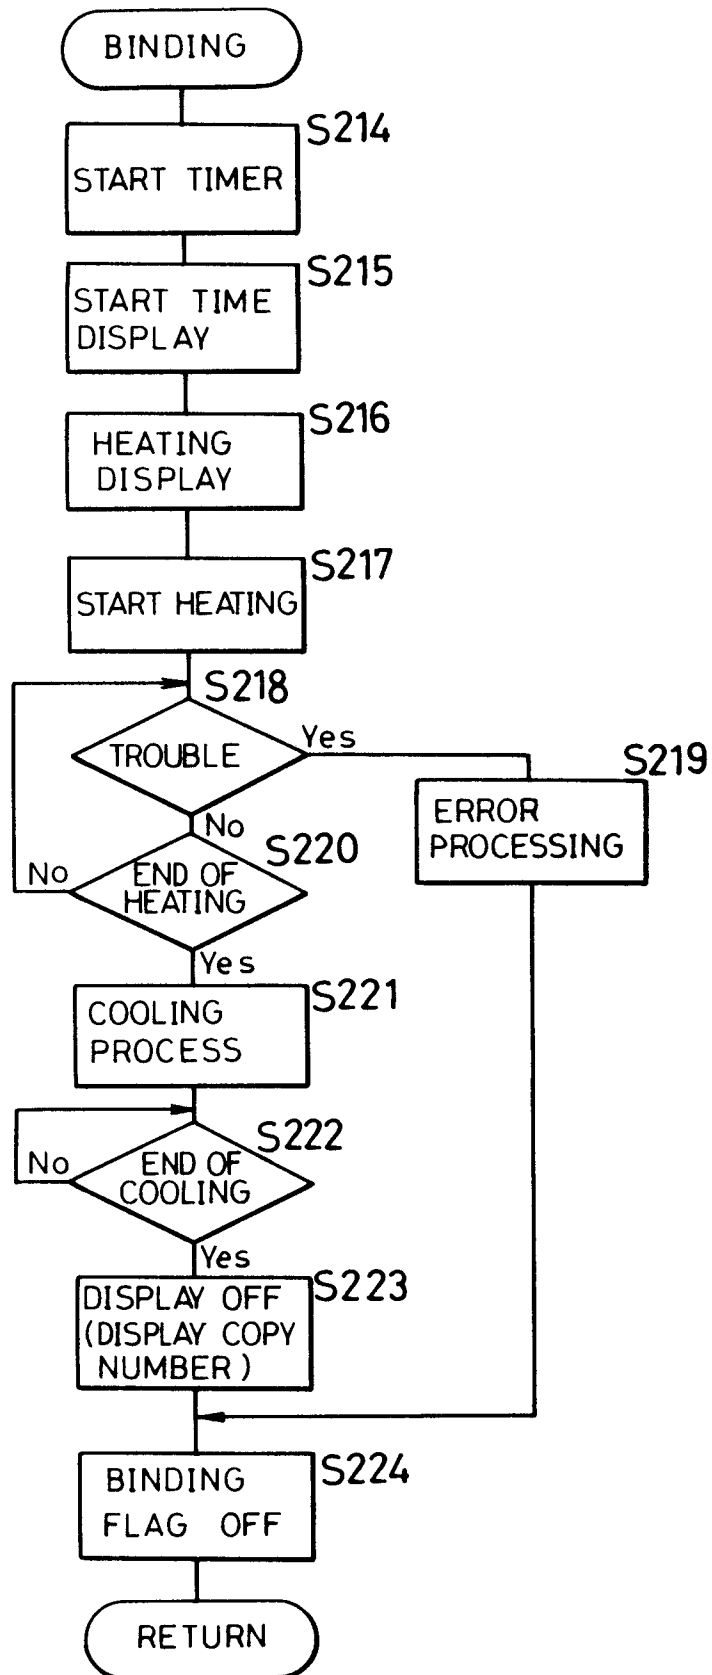 BINDING
S214
START TIMER
S215
START TIME
DISPLAY
S216
HEATING
DISPLAY
S217
START HEATING
S218
TROUBLE
Yes
S219
ERROR
PROCESSING
No
S220
END OF
HEATING
No
Yes
S221
COOLING
PROCESS
S222
END OF
COOLING
No
Yes
S223
DISPLAY OFF
(DISPLAY COPY
NUMBER)
S224
BINDING
FLAG OFF
RETURN